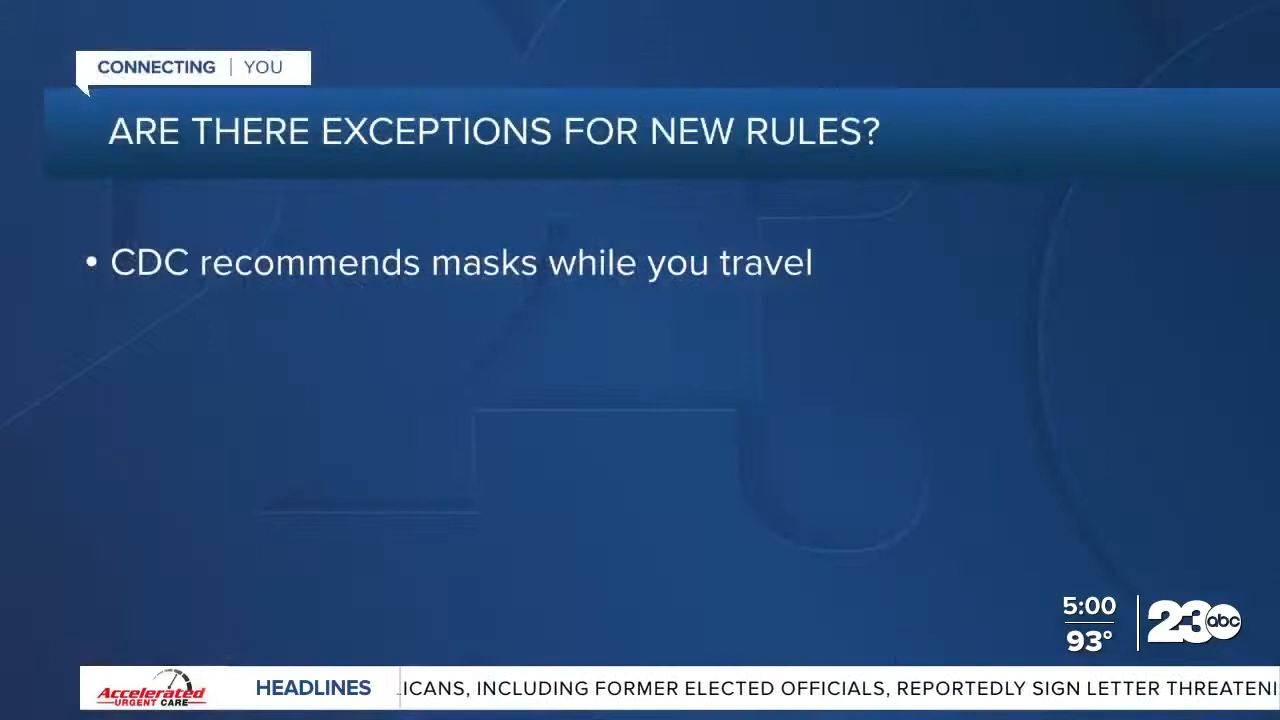 CONNECTING | YOU
ARE THERE EXCEPTIONS FOR NEW RULES?
• CDC recommends masks while you travel
5:00
93°
23 abc
Accelerated
URGENT CARE
HEADLINES
ICANS, INCLUDING FORMER ELECTED OFFICIALS, REPORTEDLY SIGN LETTER THREATENI